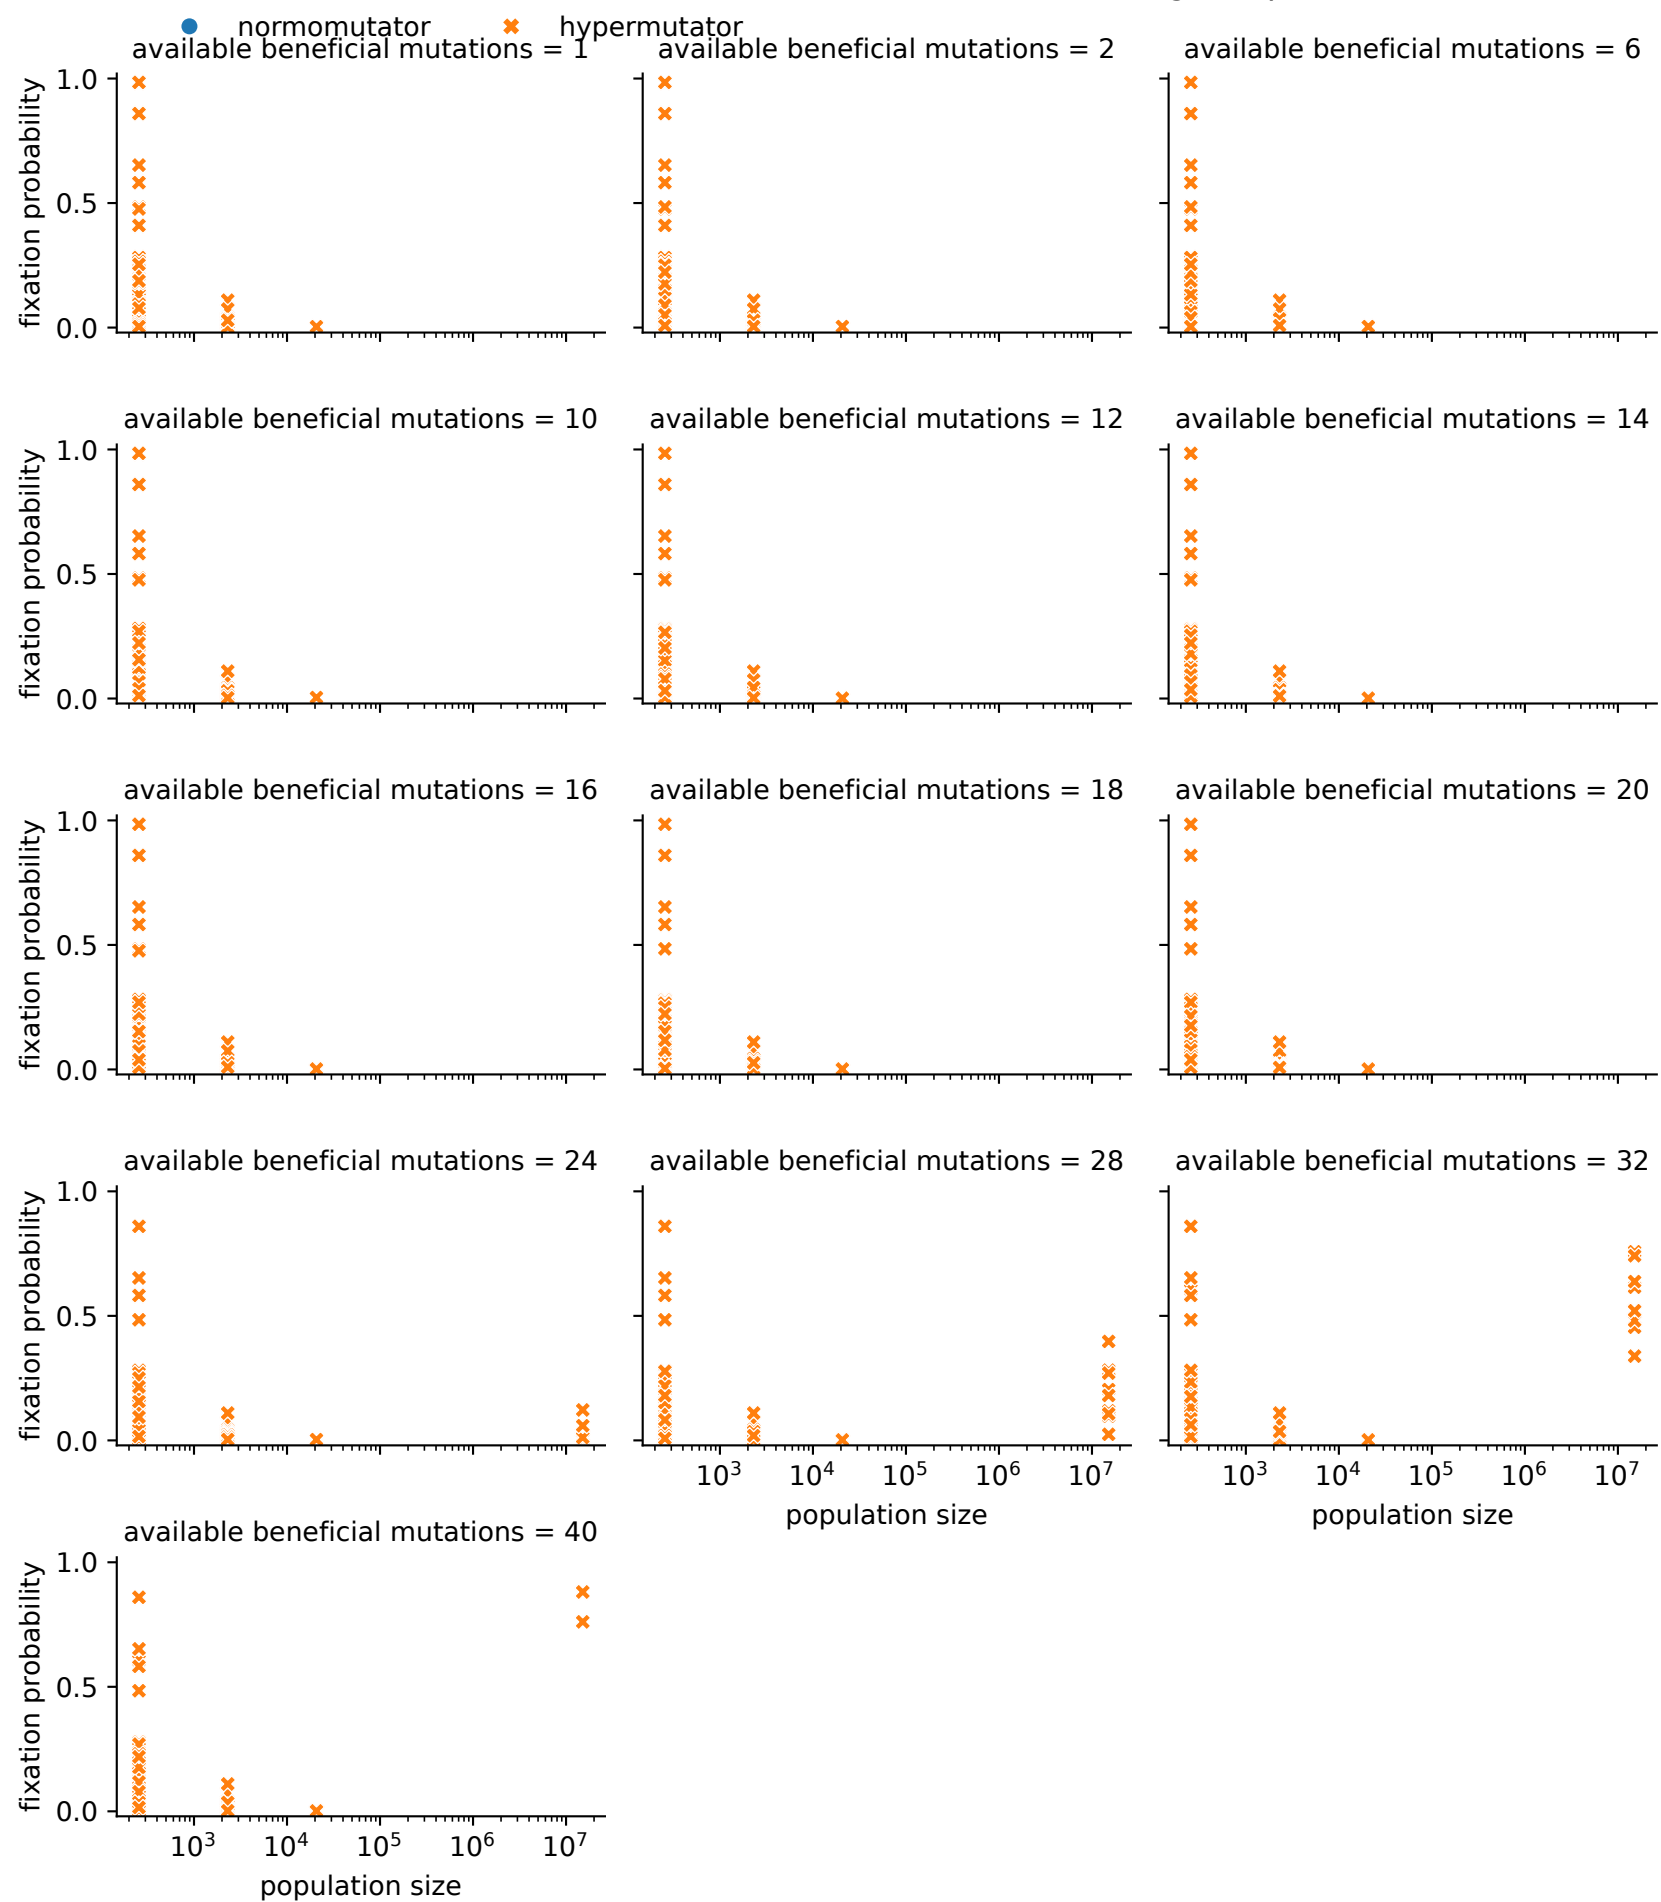 normomutator hypermutator
available beneficial mutations = 1 available beneficial mutations = 2 available beneficial mutations = 6
fixation probability
1.0
0.5
0.0
available beneficial mutations = 10 available beneficial mutations = 12 available beneficial mutations = 14
fixation probability
1.0
0.5
0.0
available beneficial mutations = 16 available beneficial mutations = 18 available beneficial mutations = 20
fixation probability
1.0
0.5
0.0
available beneficial mutations = 24 available beneficial mutations = 28 available beneficial mutations = 32
fixation probability
1.0
0.5
0.0
10³ 10⁴ 10⁵ 10⁶ 10⁷ 10³ 10⁴ 10⁵ 10⁶ 10⁷
population size population size
available beneficial mutations = 40
fixation probability
1.0
0.5
0.0
10³ 10⁴ 10⁵ 10⁶ 10⁷
population size